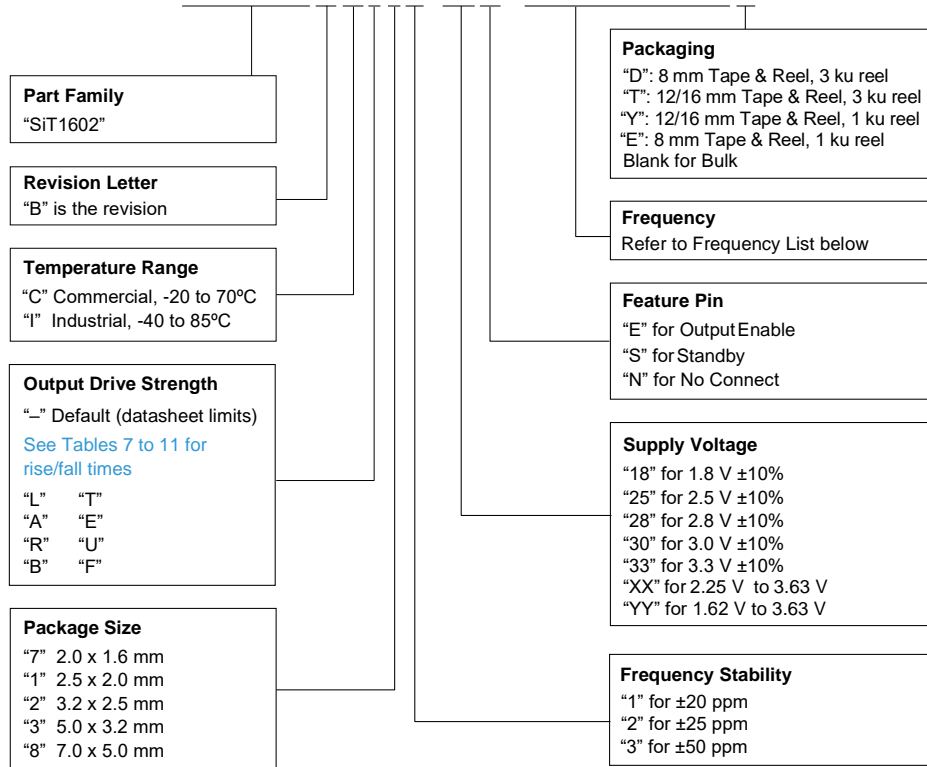 Part Family
“SiT1602”
Revision Letter
“B” is the revision
Temperature Range
“C” Commercial, -20 to 70ºC
“I” Industrial, -40 to 85ºC
Output Drive Strength
“–” Default (datasheet limits)
See Tables 7 to 11 for
rise/fall times
“L” “T”
“A” “E”
“R” “U”
“B” “F”
Package Size
“7” 2.0 x 1.6 mm
“1” 2.5 x 2.0 mm
“2” 3.2 x 2.5 mm
“3” 5.0 x 3.2 mm
“8” 7.0 x 5.0 mm
Packaging
“D”: 8 mm Tape & Reel, 3 ku reel
“T”: 12/16 mm Tape & Reel, 3 ku reel
“Y”: 12/16 mm Tape & Reel, 1 ku reel
“E”: 8 mm Tape & Reel, 1 ku reel
Blank for Bulk
Frequency
Refer to Frequency List below
Feature Pin
“E” for Output Enable
“S” for Standby
“N” for No Connect
Supply Voltage
“18” for 1.8 V ±10%
“25” for 2.5 V ±10%
“28” for 2.8 V ±10%
“30” for 3.0 V ±10%
“33” for 3.3 V ±10%
“XX” for 2.25 V to 3.63 V
“YY” for 1.62 V to 3.63 V
Frequency Stability
“1” for ±20 ppm
“2” for ±25 ppm
“3” for ±50 ppm